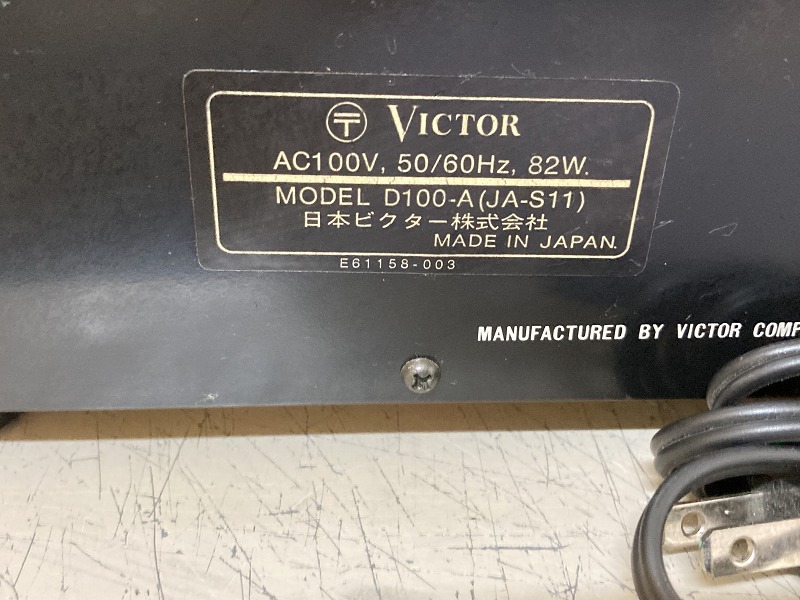 〒 VICTOR
AC100V, 50/60Hz, 82W.
MODEL D100-A(JA-S11)
日本ビクター株式会社
MADE IN JAPAN.
E61158-003
MANUFACTURED BY VICTOR